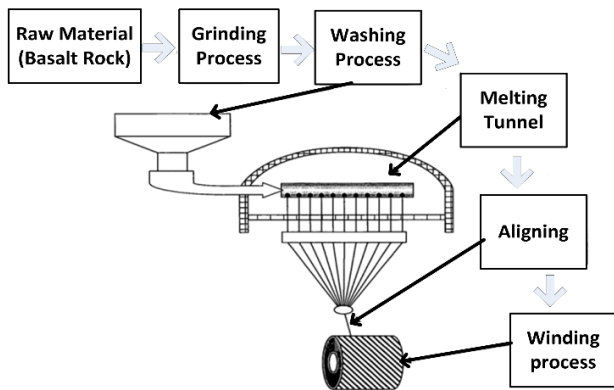 Raw Material
(Basalt Rock)
Grinding
Process
Washing
Process
Melting
Tunnel
Aligning
Winding
process